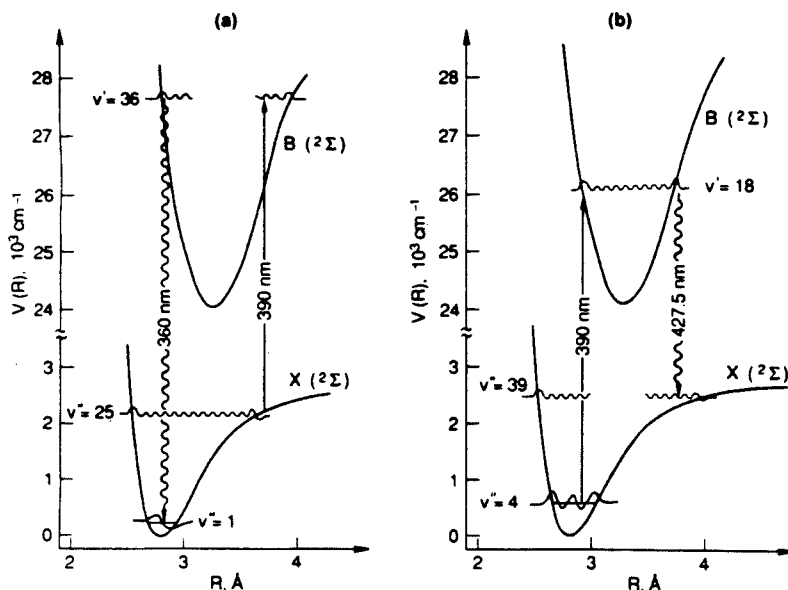 (a)
28
27
26
25
24
3
2
1
0
V (R), 10³ cm⁻¹
v' = 36
B (²Σ)
360 nm
390 nm
X (²Σ)
v" = 25
v" = 1
2
3
4
R, Å
(b)
28
27
26
25
24
3
2
1
0
V (R), 10³ cm⁻¹
B (²Σ)
v' = 18
390 nm
427.5 nm
X (²Σ)
v" = 39
v" = 4
2
3
4
R, Å